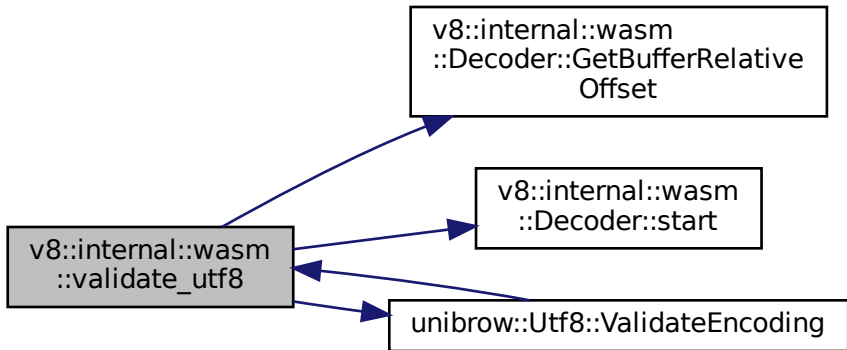 v8::internal::wasm
::Decoder::GetBufferRelative
Offset
v8::internal::wasm
::Decoder::start
v8::internal::wasm
::validate_utf8
unibrow::Utf8::ValidateEncoding